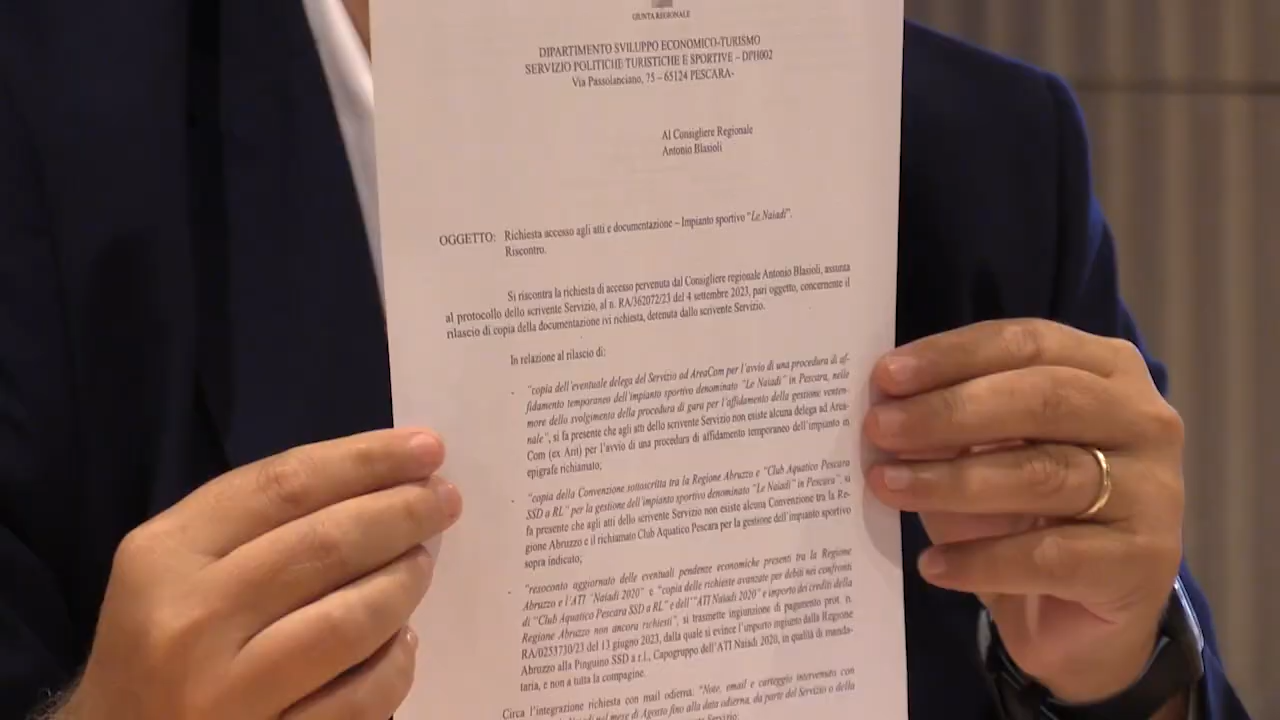 GIUNTA REGIONALE
DIPARTIMENTO SVILUPPO ECONOMICO-TURISMO
SERVIZIO POLITICHE TURISTICHE E SPORTIVE – DPH002
Via Passolanciano, 75 – 65124 PESCARA-
Al Consigliere Regionale
Antonio Blasioli
OGGETTO: Richiesta accesso agli atti e documentazione – Impianto sportivo "Le Naiadi".
Riscontro.
Si riscontra la richiesta di accesso pervenuta dal Consigliere regionale Antonio Blasioli, assunta
al protocollo dello scrivente Servizio, al n. RA/362072/23 del 4 settembre 2023, pari oggetto, concernente il
rilascio di copia della documentazione ivi richiesta, detenuta dallo scrivente Servizio.
In relazione al rilascio di:
- "copia dell'eventuale delega del Servizio ad AreaCom per l'avvio di una procedura di af-
fidamento temporaneo dell'impianto sportivo denominato "Le Naiadi" in Pescara, nelle
more dello svolgimento della procedura di gara per l'affidamento della gestione venten-
nale", si fa presente che agli atti dello scrivente Servizio non esiste alcuna delega ad Area-
Com (ex Arit) per l'avvio di una procedura di affidamento temporaneo dell'impianto in
epigrafe richiamato;
- "copia della Convenzione sottoscritta tra la Regione Abruzzo e "Club Aquatico Pescara
SSD a RL" per la gestione dell'impianto sportivo denominato "Le Naiadi" in Pescara", si
fa presente che agli atti dello scrivente Servizio non esiste alcuna Convenzione tra la Re-
gione Abruzzo e il richiamato Club Aquatico Pescara per la gestione dell'impianto sportivo
sopra indicato;
- "resoconto aggiornato delle eventuali pendenze economiche presenti tra la Regione
Abruzzo e l'ATI "Naiadi 2020" e "copia delle richieste avanzate per debiti nei confronti
di "Club Aquatico Pescara SSD a RL" e dell'"ATI Naiadi 2020" e importo dei crediti della
Regione Abruzzo non ancora richiesti", si trasmette ingiunzione di pagamento prot. n.
RA/0253730/23 del 13 giugno 2023, dalla quale si evince l'importo ingiunto dalla Regione
Abruzzo alla Pinguino SSD a r.l., Capogruppo dell'ATI Naiadi 2020, in qualità di manda-
taria, e non a tutta la compagine.
Circa l'integrazione richiesta con mail odierna, "Note, email e carteggio intervenuto con
nel mese di Agosto fino alla data odierna, da parte del Servizio o della